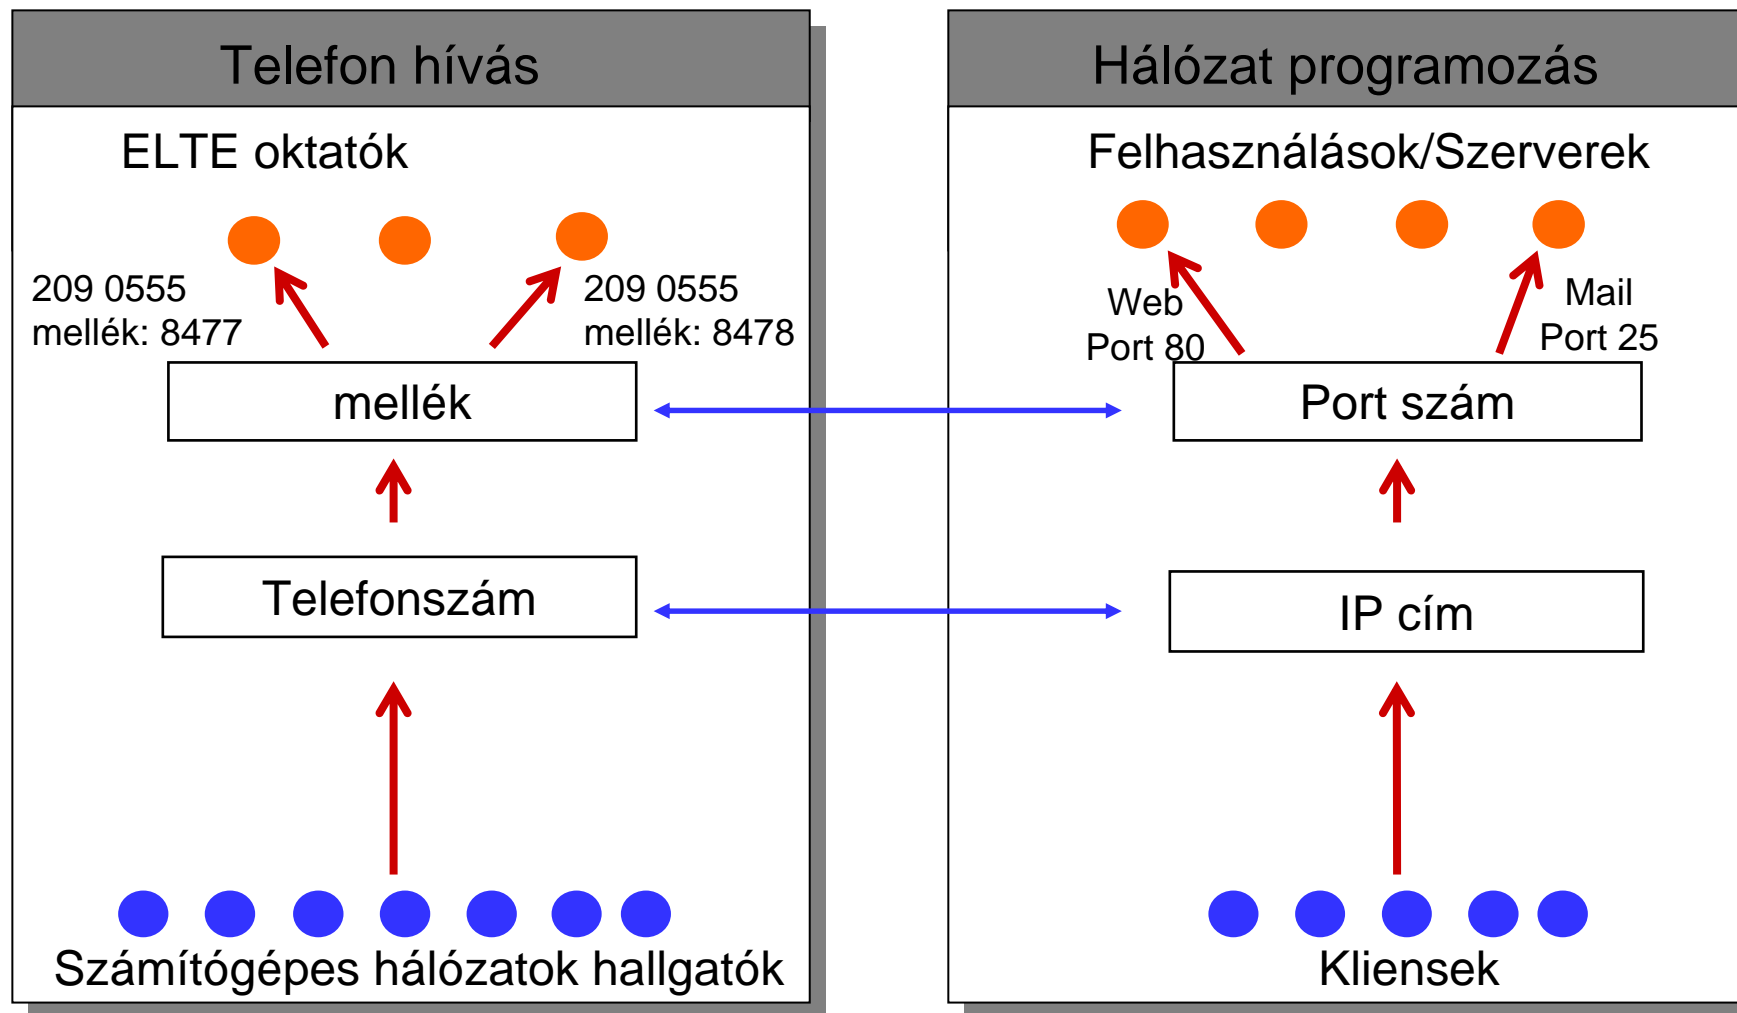 Telefon hívás
ELTE oktatók
209 0555
mellék: 8477
209 0555
mellék: 8478
mellék
Telefonszám
Számítógépes hálózatok hallgatók
Hálózat programozás
Felhasználások/Szerverek
Web
Port 80
Mail
Port 25
Port szám
IP cím
Kliensek